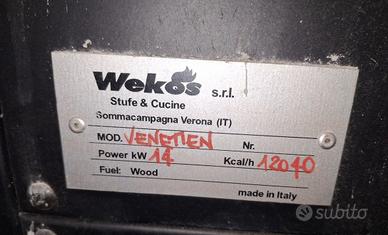 Wekos s.r.l.
Stufe & Cucine
Sommacampagna Verona (IT)
MOD. VENETIEN Nr.
Power kW 14 Kcal/h 12040
Fuel: Wood
made in Italy
subito